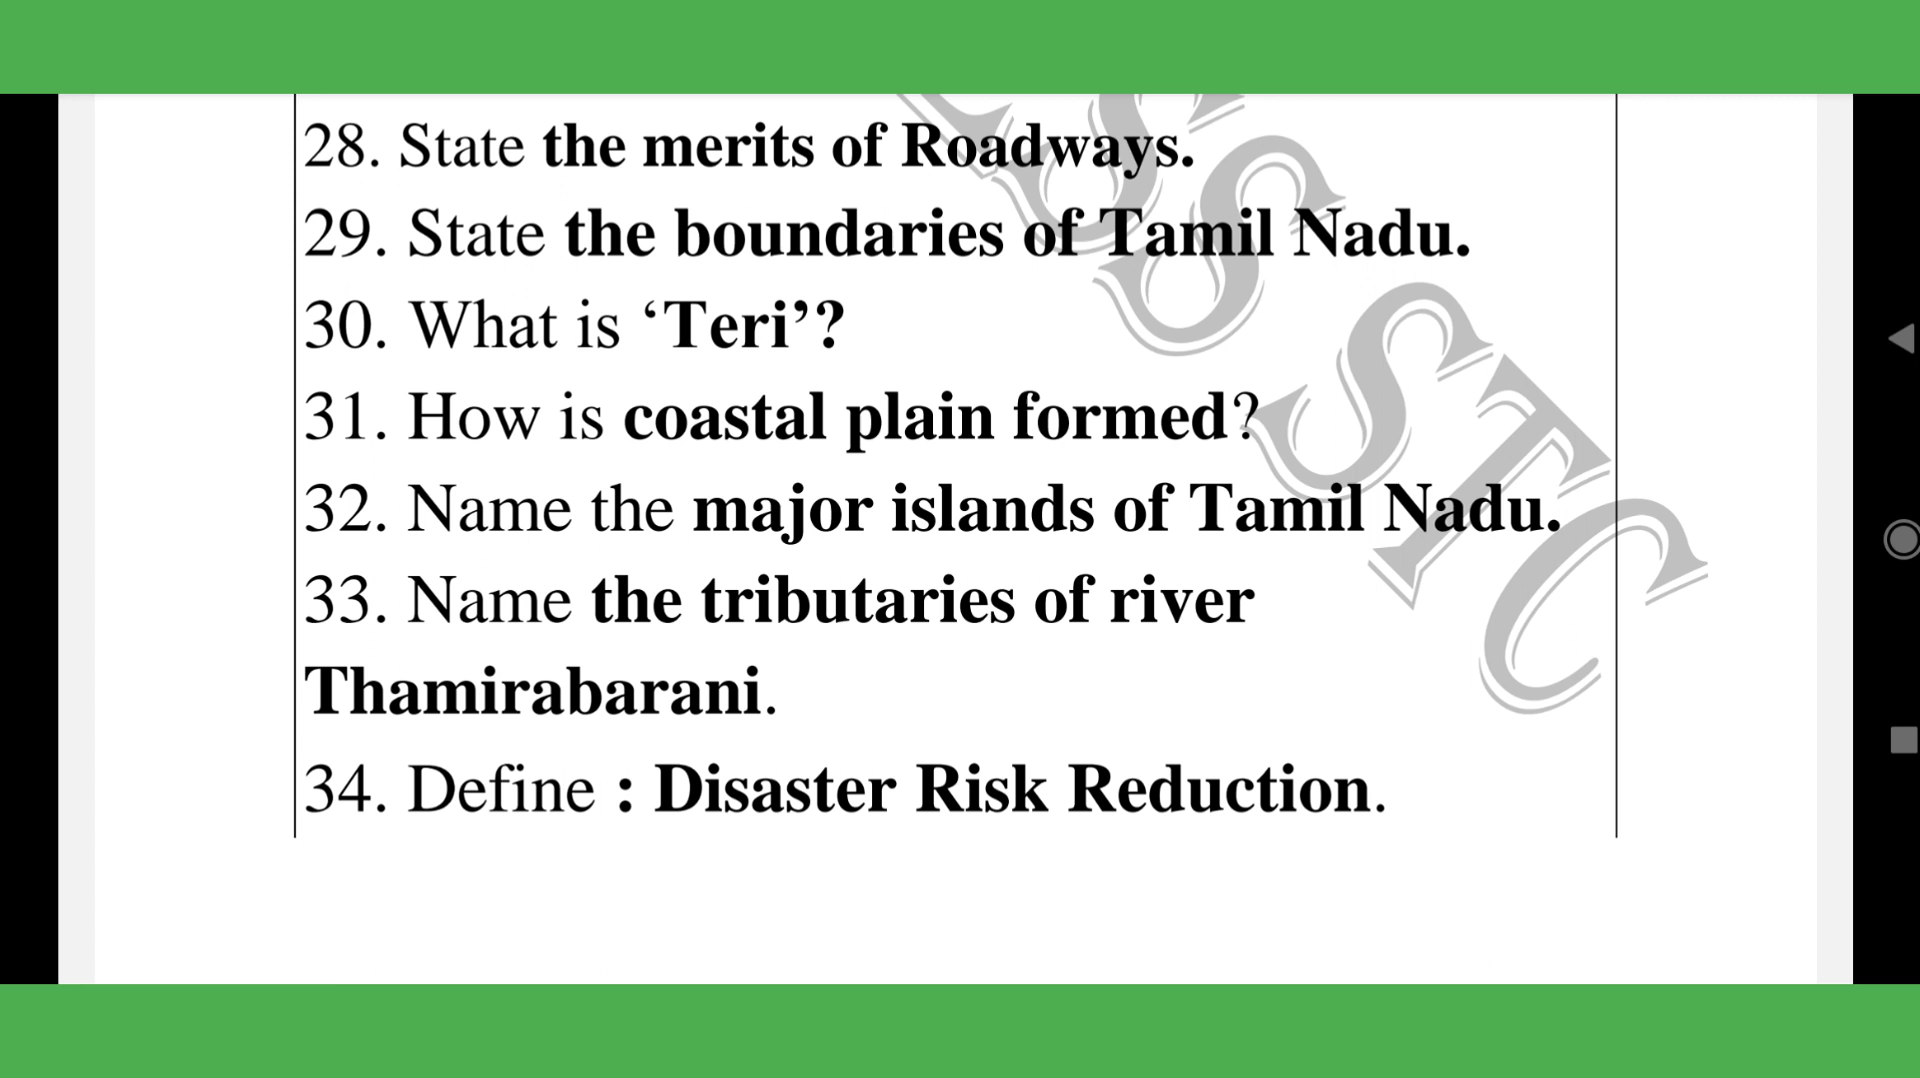 28. State the merits of Roadways.
29. State the boundaries of Tamil Nadu.
30. What is ‘Teri’?
31. How is coastal plain formed?
32. Name the major islands of Tamil Nadu.
33. Name the tributaries of river
Thamirabarani.
34. Define : Disaster Risk Reduction.